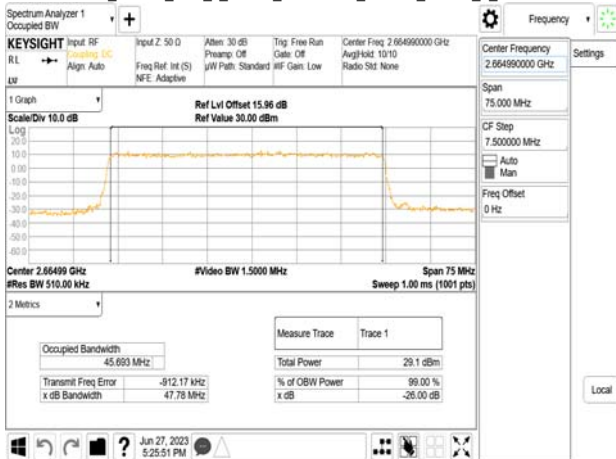 Spectrum Analyzer 1
Occupied BW
Frequency
KEYSIGHT
RL
Input: RF
Coupling: DC
Align: Auto
Input Z: 50 Ω
Freq Ref: Int (S)
NFE: Adaptive
Atten: 30 dB
Preamp: Off
µW Path: Standard
Trig: Free Run
Gate: Off
#IF Gain: Low
Center Freq: 2.664990000 GHz
Avg|Hold: 10/10
Radio Std: None
Center Frequency
2.664990000 GHz
Settings
Span
75.000 MHz
CF Step
7.500000 MHz
Auto
Man
Freq Offset
0 Hz
Local
1 Graph
Scale/Div 10.0 dB
Ref Lvl Offset 15.96 dB
Ref Value 30.00 dBm
Log
20.0
10.0
0.00
-10.0
-20.0
-30.0
-40.0
-50.0
-60.0
Center 2.66499 GHz
#Video BW 1.5000 MHz
Span 75 MHz
#Res BW 510.00 kHz
Sweep 1.00 ms (1001 pts)
2 Metrics
Measure Trace Trace 1
Occupied Bandwidth
45.693 MHz
Total Power 29.1 dBm
Transmit Freq Error -912.17 kHz
% of OBW Power 99.00 %
x dB Bandwidth 47.78 MHz
x dB -26.00 dB
Jun 27, 2023
5:25:51 PM